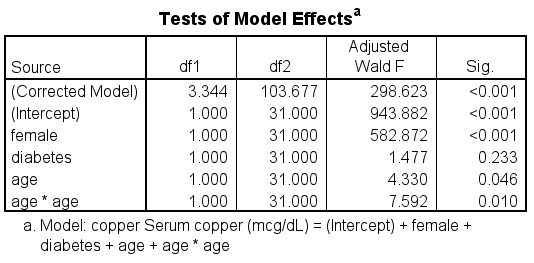 Tests of Model Effects^a
Source df1 df2 Adjusted Wald F Sig.
(Corrected Model) 3.344 103.677 298.623 <0.001
(Intercept) 1.000 31.000 943.882 <0.001
female 1.000 31.000 582.872 <0.001
diabetes 1.000 31.000 1.477 0.233
age 1.000 31.000 4.330 0.046
age * age 1.000 31.000 7.592 0.010
a. Model: copper Serum copper (mcg/dL) = (Intercept) + female +
diabetes + age + age * age